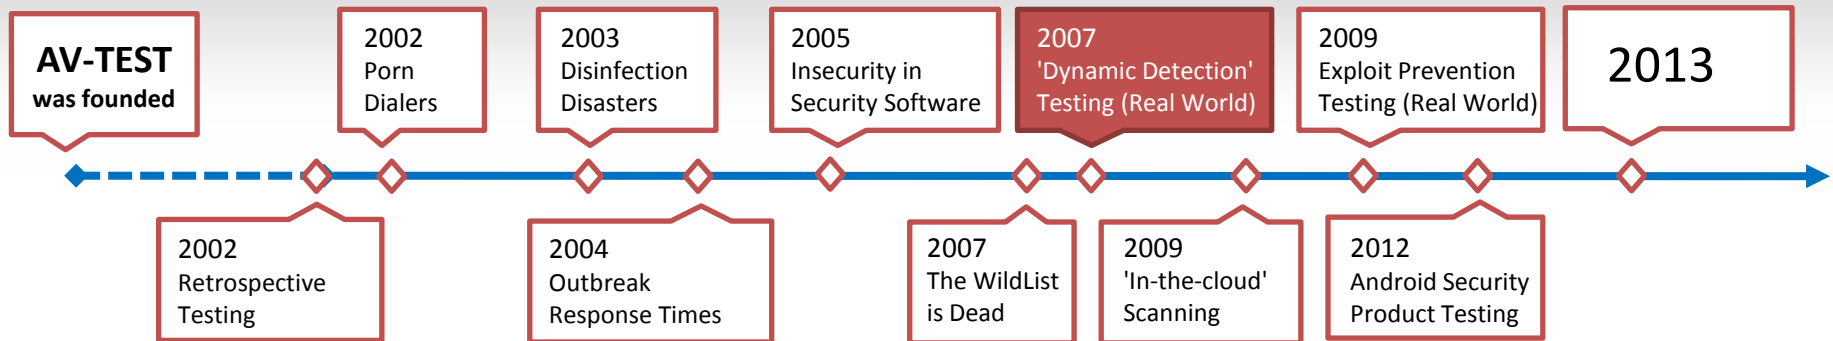 AV-TEST
was founded
2002
Porn
Dialers
2003
Disinfection
Disasters
2005
Insecurity in
Security Software
2007
'Dynamic Detection'
Testing (Real World)
2009
Exploit Prevention
Testing (Real World)
2013
2002
Retrospective
Testing
2004
Outbreak
Response Times
2007
The WildList
is Dead
2009
'In-the-cloud'
Scanning
2012
Android Security
Product Testing